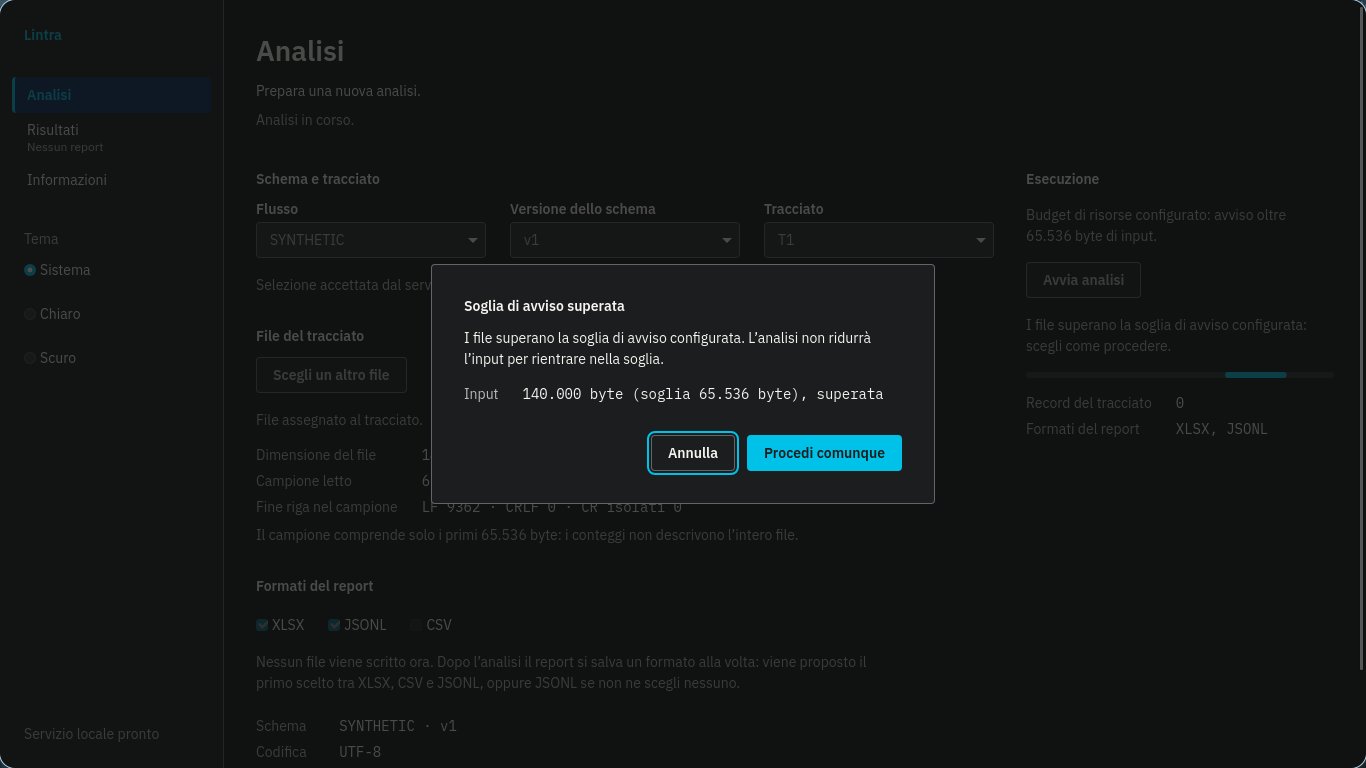 Lintra
Analisi
Risultati
Nessun report
Informazioni
Tema
Sistema
Chiaro
Scuro
Servizio locale pronto
Analisi
Prepara una nuova analisi.
Analisi in corso.
Schema e tracciato
Flusso
Versione dello schema
Tracciato
SYNTHETIC
v1
T1
Selezione accettata dal serv
File del tracciato
Scegli un altro file
File assegnato al tracciato.
Dimensione del file 1
Campione letto 6
Fine riga nel campione LF 9362 · CRLF 0 · CR isolati 0
Il campione comprende solo i primi 65.536 byte: i conteggi non descrivono l’intero file.
Formati del report
XLSX JSONL CSV
Nessun file viene scritto ora. Dopo l’analisi il report si salva un formato alla volta: viene proposto il
primo scelto tra XLSX, CSV e JSONL, oppure JSONL se non ne scegli nessuno.
Schema SYNTHETIC · v1
Codifica UTF-8
Esecuzione
Budget di risorse configurato: avviso oltre
65.536 byte di input.
Avvia analisi
I file superano la soglia di avviso configurata:
scegli come procedere.
Record del tracciato 0
Formati del report XLSX, JSONL
Soglia di avviso superata
I file superano la soglia di avviso configurata. L’analisi non ridurrà
l’input per rientrare nella soglia.
Input 140.000 byte (soglia 65.536 byte), superata
Annulla
Procedi comunque